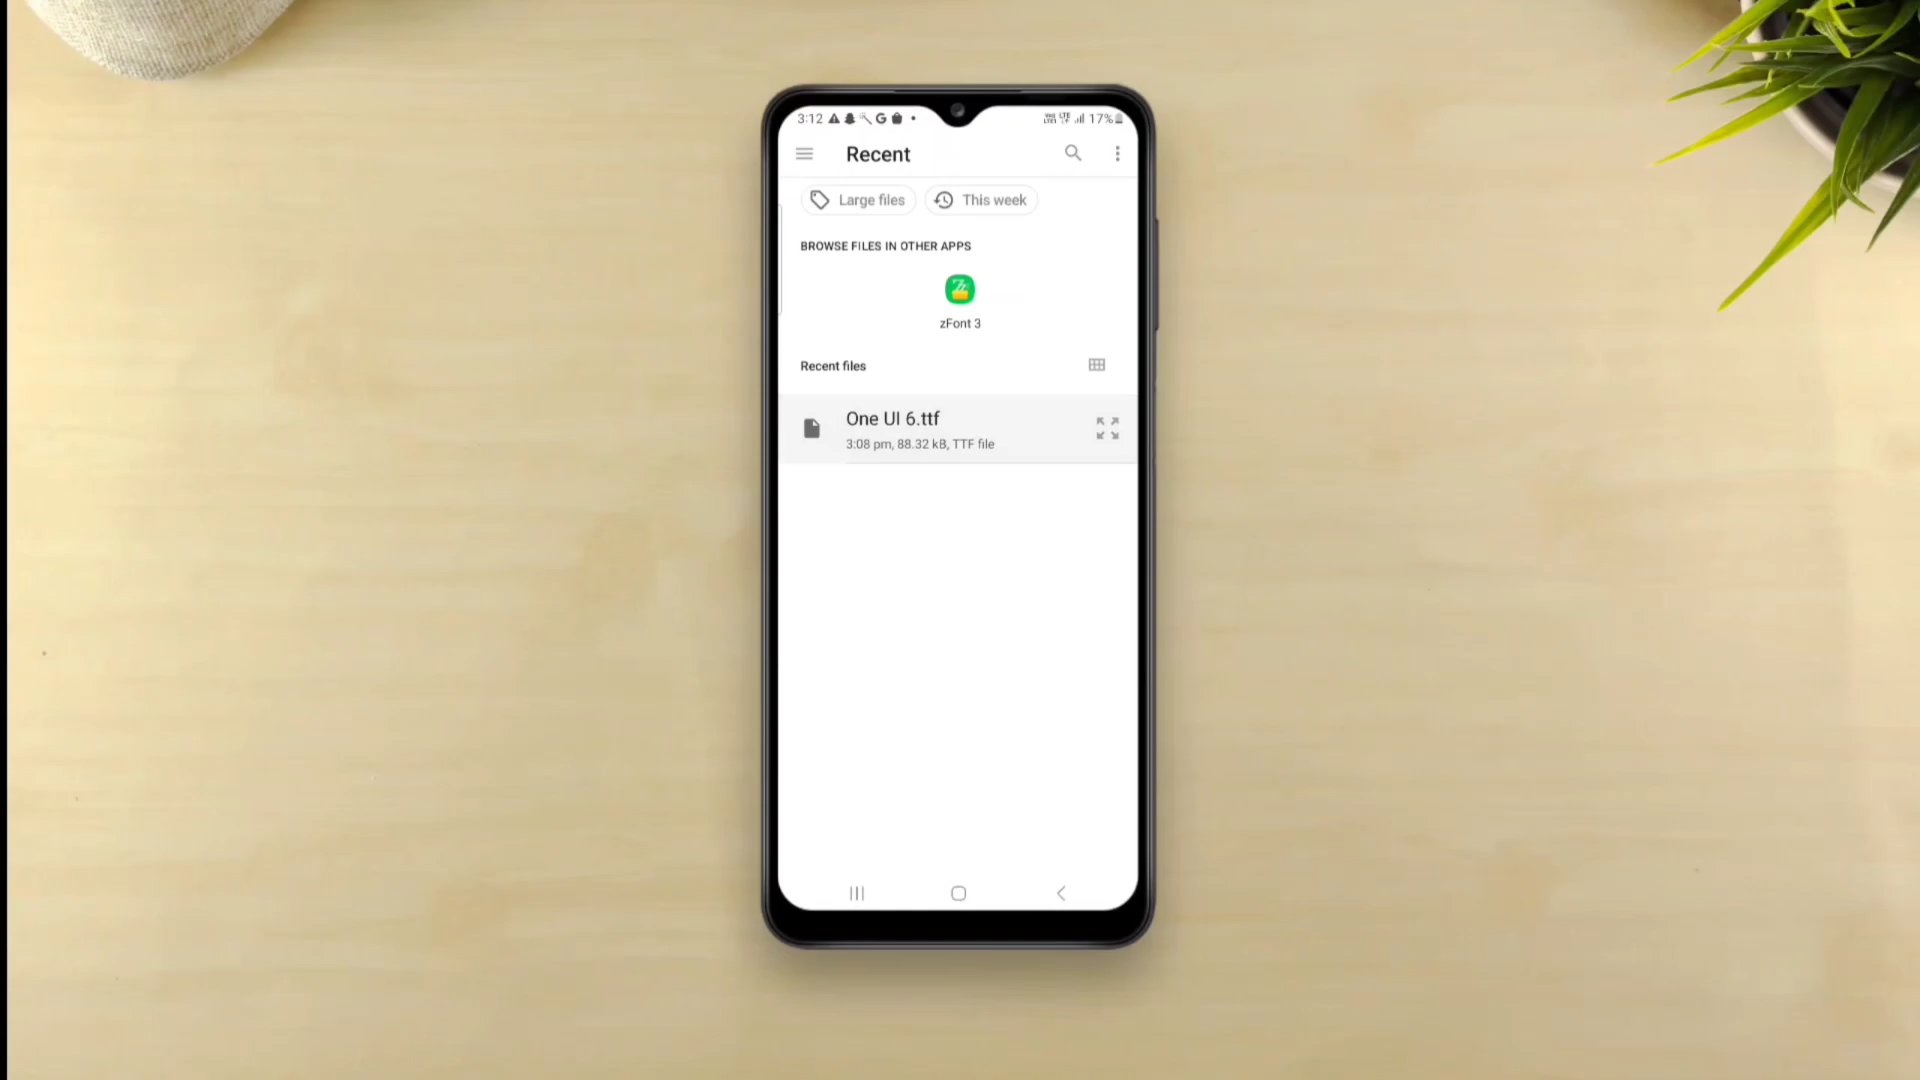 3:12
17%
Recent
Large files
This week
BROWSE FILES IN OTHER APPS
zFont 3
Recent files
One UI 6.ttf
3:08 pm, 88.32 kB, TTF file